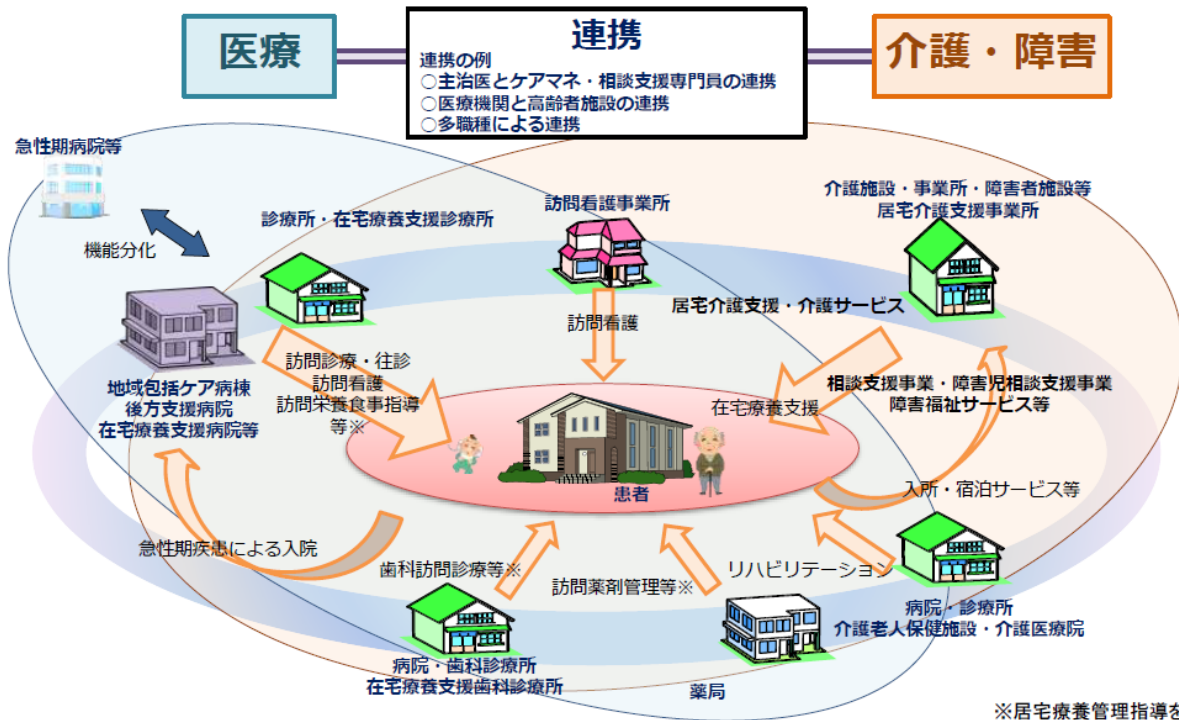 医療
連携
連携の例
○主治医とケアマネ・相談支援専門員の連携
○医療機関と高齢者施設の連携
○多職種による連携
介護・障害
急性期病院等
機能分化
診療所・在宅療養支援診療所
訪問看護事業所
介護施設・事業所・障害者施設等
居宅介護支援事業所
訪問看護
居宅介護支援・介護サービス
訪問診療・往診
訪問看護
訪問栄養食事指導
等※
地域包括ケア病棟
後方支援病院
在宅療養支援病院等
在宅療養支援
相談支援事業・障害児相談支援事業
障害福祉サービス等
患者
入所・宿泊サービス等
急性期疾患による入院
歯科訪問診療等※
訪問薬剤管理等※
リハビリテーション
病院・診療所
介護老人保健施設・介護医療院
病院・歯科診療所
在宅療養支援歯科診療所
薬局
※居宅療養管理指導を